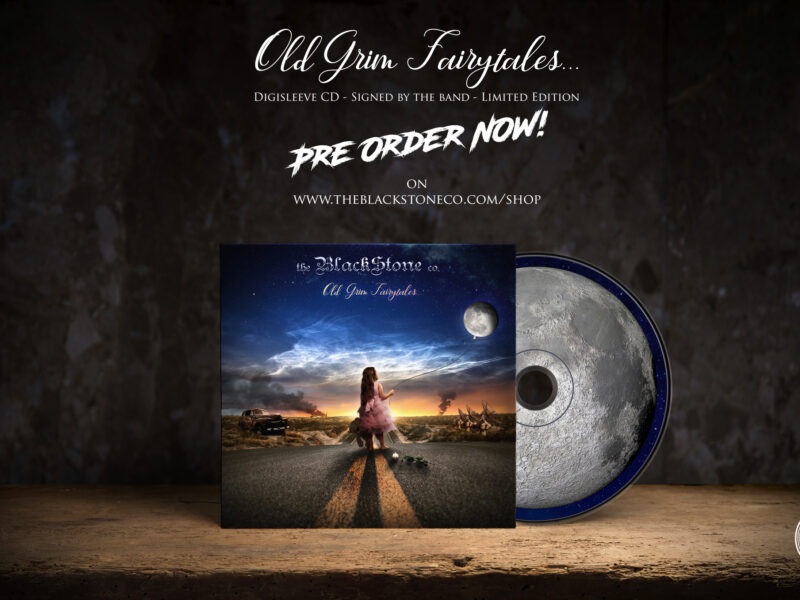 Old Grim Fairytales...
Digisleeve CD - Signed by the band - Limited Edition
PRE ORDER NOW!
ON
WWW.THEBLACKSTONECO.COM/SHOP
the BlackStone co.
Old Grim Fairytales...